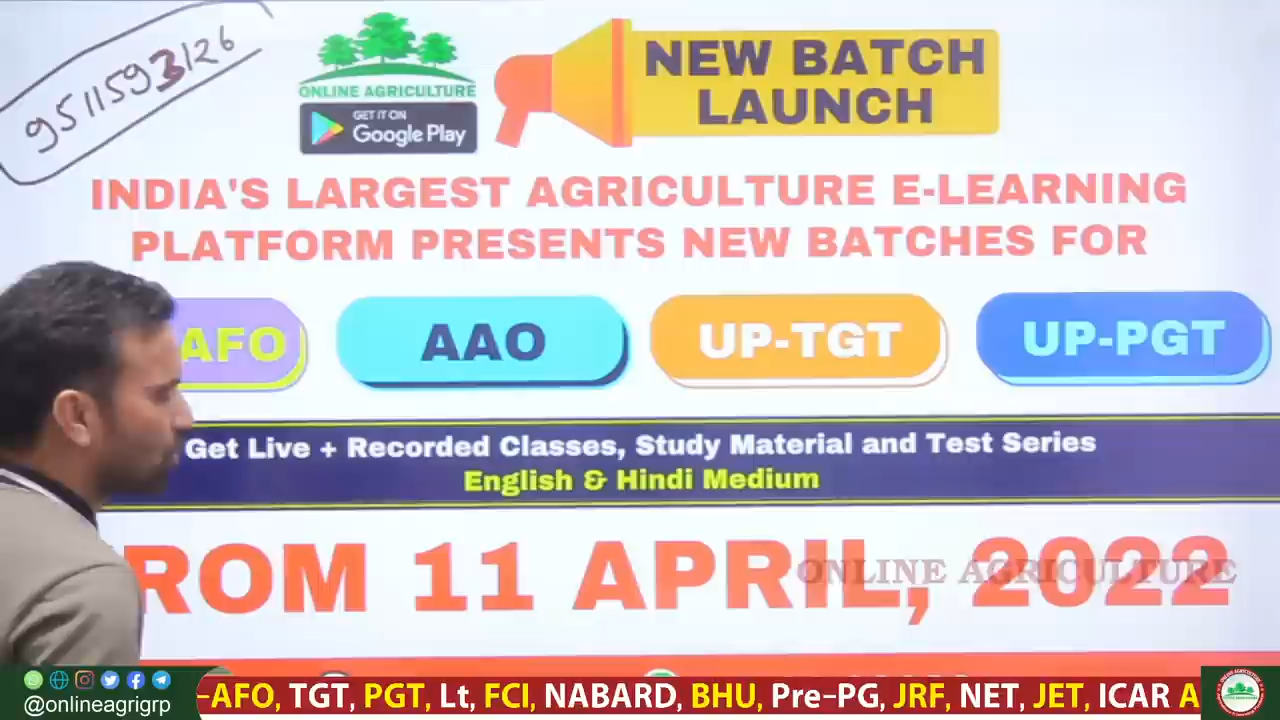 9511593126
ONLINE AGRICULTURE
GET IT ON
Google Play
NEW BATCH
LAUNCH
INDIA'S LARGEST AGRICULTURE E-LEARNING
PLATFORM PRESENTS NEW BATCHES FOR
AFO
AAO
UP-TGT
UP-PGT
Get Live + Recorded Classes, Study Material and Test Series
English & Hindi Medium
ROM 11 APRIL, 2022
ONLINE AGRICULTURE
@onlineagrigrp
-AFO, TGT, PGT, Lt, FCI, NABARD, BHU, Pre-PG, JRF, NET, JET, ICAR A